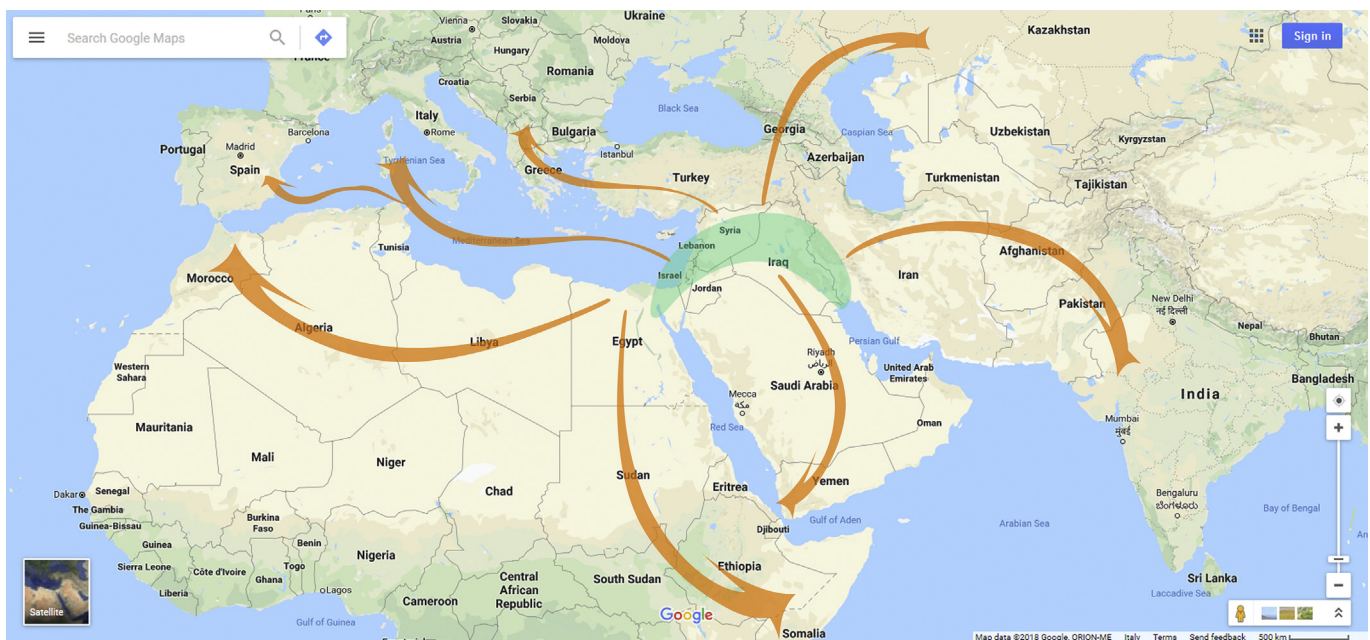 Search Google Maps
Sign in
Paris
France
Vienna
Slovakia
Ukraine
Kazakhstan
Austria
Hungary
Moldova
Croatia
Romania
Serbia
Italy
Rome
Black Sea
Georgia
Caspian Sea
Uzbekistan
Kyrgyzstan
Portugal
Madrid
Spain
Barcelona
Tyrrhenian Sea
Bulgaria
Istanbul
Greece
Turkey
Azerbaijan
Turkmenistan
Tajikistan
Tunisia
Mediterranean Sea
Syria
Lebanon
Iraq
Israel
Jordan
Iran
Afghanistan
Pakistan
New Delhi
नई दिल्ली
Nepal
Bhutan
Morocco
Algeria
Libya
Egypt
Persian Gulf
Riyadh
الرياض
Saudi Arabia
United Arab
Emirates
Bangladesh
India
Western
Sahara
Mecca
مكة
Oman
Mumbai
मुंबई
Red Sea
Mauritania
Mali
Niger
Chad
Sudan
Eritrea
Yemen
Dakar
Senegal
The Gambia
Guinea-Bissau
Burkina
Faso
Djibouti
Gulf of Aden
Arabian Sea
Bengaluru
ಬೆಂಗಳೂರು
Bay of Bengal
An
Guinea
Benin
Sierra Leone
Côte d'Ivoire
Togo
Ghana
Nigeria
Liberia
Lagos
Central
African
Republic
South Sudan
Ethiopia
Sri Lanka
Laccadive Sea
Cameroon
Gulf of Guinea
Satellite
Google
Somalia
Map data ©2018 Google, ORION-ME Italy Terms Send feedback 500 km